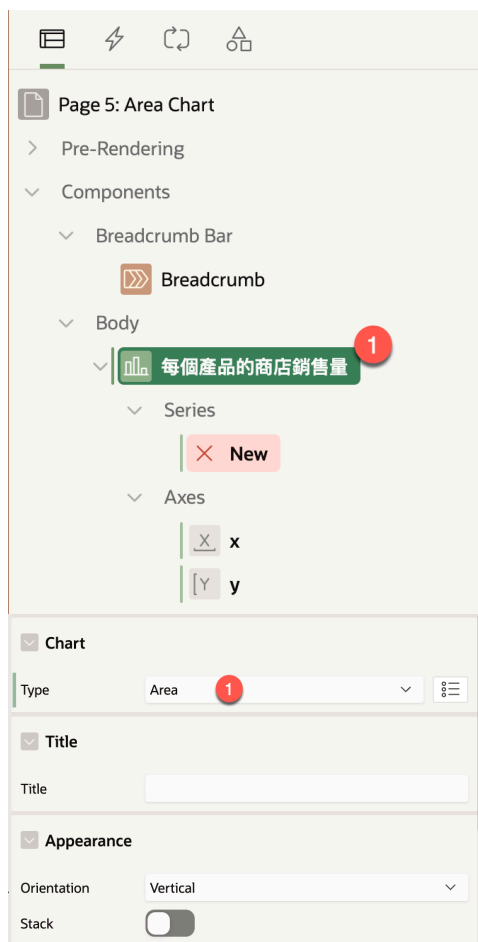 Page 5: Area Chart
Pre-Rendering
Components
Breadcrumb Bar
Breadcrumb
Body
每個產品的商店銷售量 1
Series
New
Axes
X x
Y y
Chart
Type Area 1
Title
Title
Appearance
Orientation Vertical
Stack